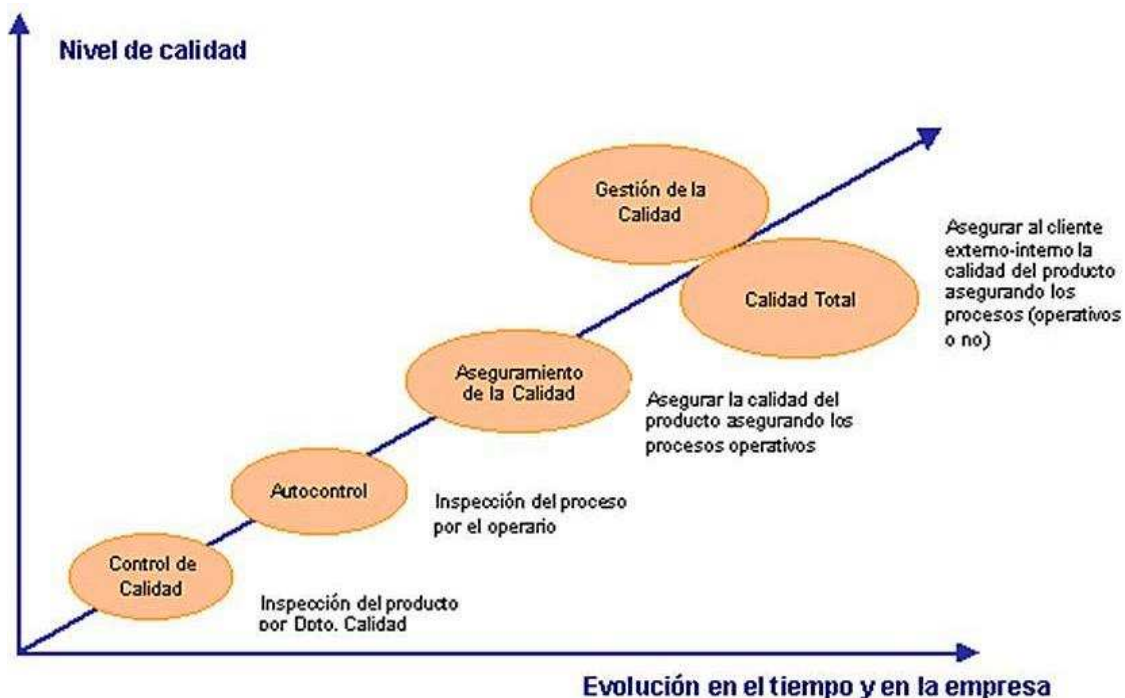 Nivel de calidad
Gestión de la
Calidad
Asegurar al cliente
externo-interno la
calidad del producto
asegurando los
procesos (operativos
o no)
Calidad Total
Aseguramiento
de la Calidad
Asegurar la calidad del
producto asegurando los
procesos operativos
Autocontrol
Inspección del proceso
por el operario
Control de
Calidad
Inspección del producto
por Dpto. Calidad
Evolución en el tiempo y en la empresa